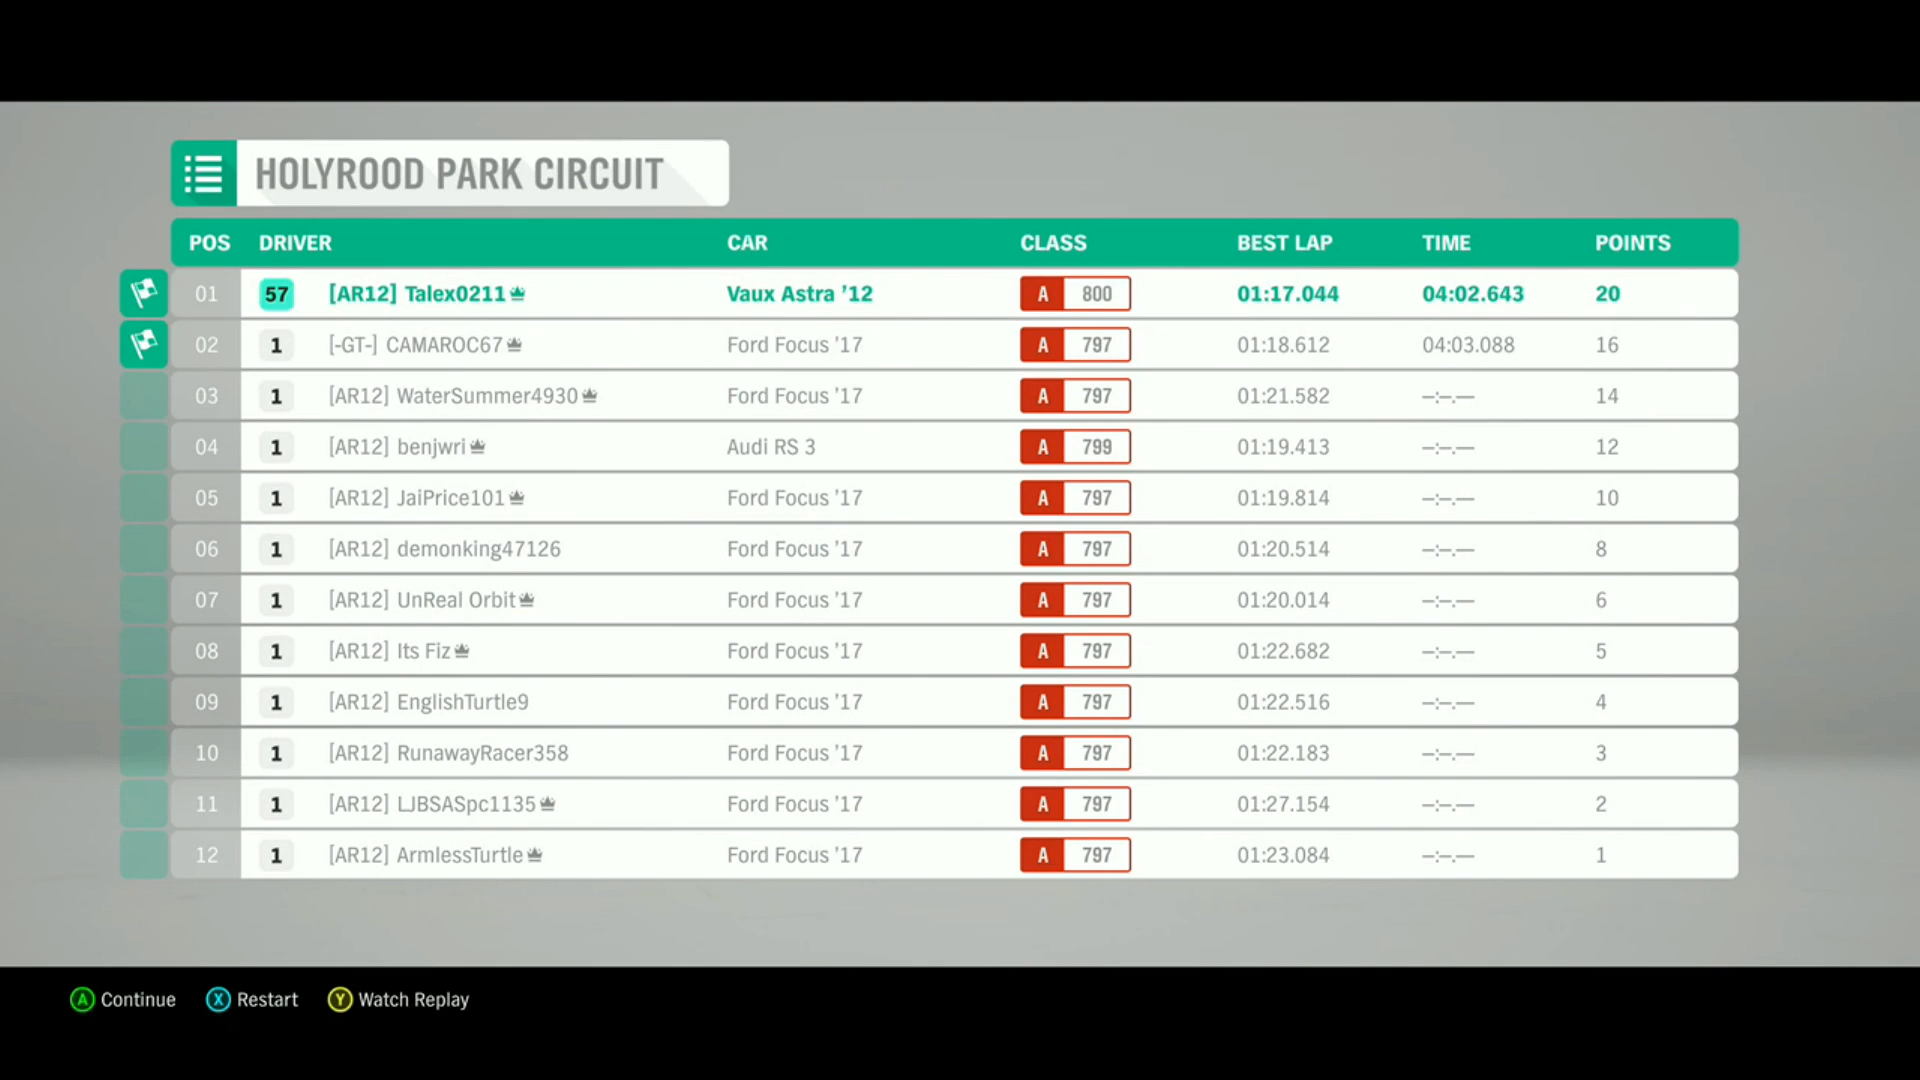 HOLYROOD PARK CIRCUIT
POS DRIVER CAR CLASS BEST LAP TIME POINTS
01 57 [AR12] Talex0211 Vaux Astra '12 A 800 01:17.044 04:02.643 20
02 1 [-GT-] CAMAROC67 Ford Focus '17 A 797 01:18.612 04:03.088 16
03 1 [AR12] WaterSummer4930 Ford Focus '17 A 797 01:21.582 –:–.–– 14
04 1 [AR12] benjwri Audi RS 3 A 799 01:19.413 –:–.–– 12
05 1 [AR12] JaiPrice101 Ford Focus '17 A 797 01:19.814 –:–.–– 10
06 1 [AR12] demonking47126 Ford Focus '17 A 797 01:20.514 –:–.–– 8
07 1 [AR12] UnReal Orbit Ford Focus '17 A 797 01:20.014 –:–.–– 6
08 1 [AR12] Its Fiz Ford Focus '17 A 797 01:22.682 –:–.–– 5
09 1 [AR12] EnglishTurtle9 Ford Focus '17 A 797 01:22.516 –:–.–– 4
10 1 [AR12] RunawayRacer358 Ford Focus '17 A 797 01:22.183 –:–.–– 3
11 1 [AR12] LJBSASpc1135 Ford Focus '17 A 797 01:27.154 –:–.–– 2
12 1 [AR12] ArmlessTurtle Ford Focus '17 A 797 01:23.084 –:–.–– 1
A Continue X Restart Y Watch Replay